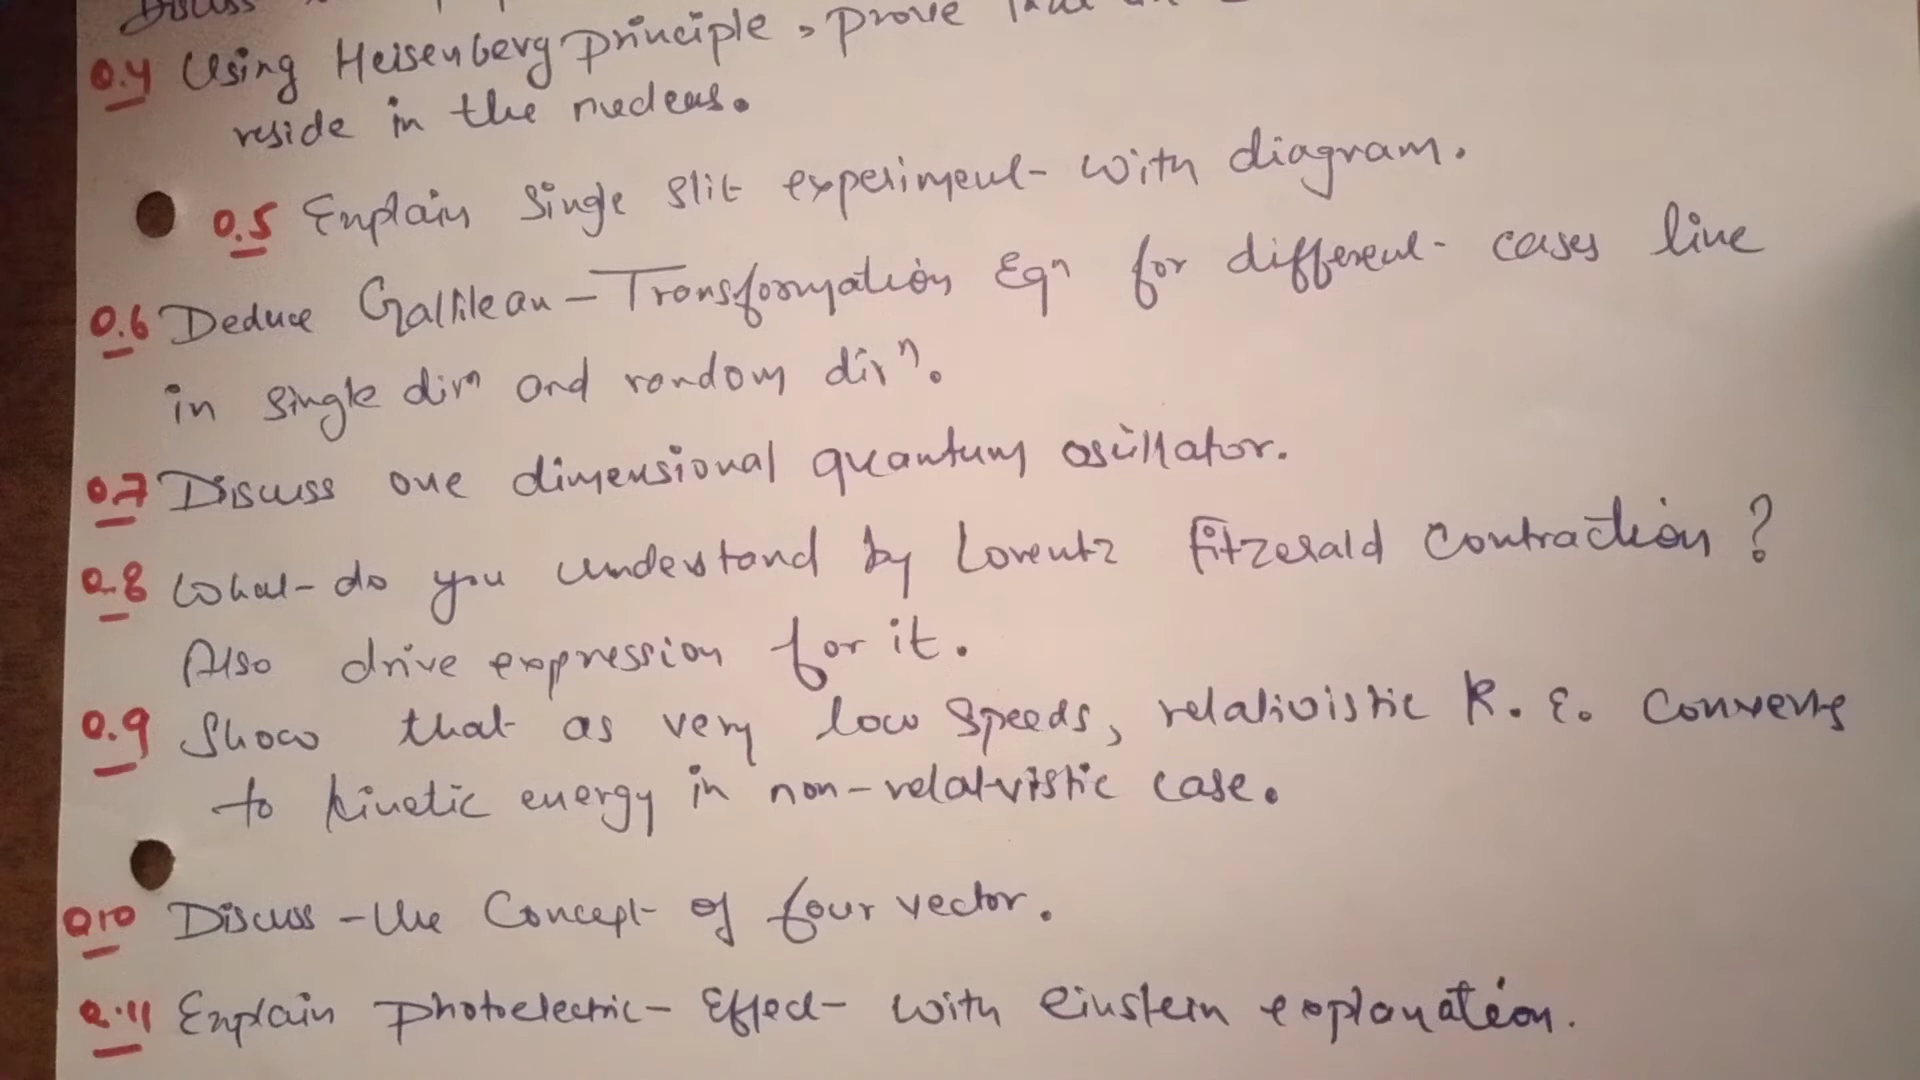 Discuss
Q.4 Using Heisenberg principle, prove
reside in the nucleus.
Q.5 Explain Single slit experiment with diagram.
Q.6 Deduce Gallilean - Transformation Eqn for different cases line
in single dirn and random dirn.
Q.7 Discuss one dimensional quantum oscillator.
Q.8 What do you understand by Lorentz fitzerald Contraction?
Also drive expression for it.
Q.9 Show that as very low speeds, relativistic K.E. converts
to kinetic energy in non-relatvistic case.
Q10 Discuss the Concept of four vector.
Q.11 Explain photoelectric Effect with einstein explanation.